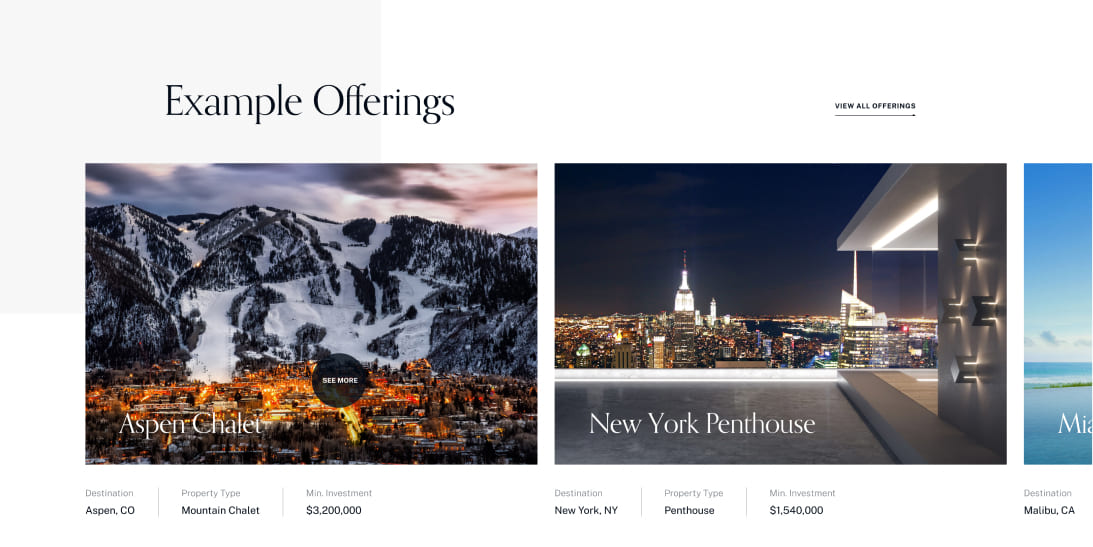 Example Offerings
VIEW ALL OFFERINGS
SEE MORE
Aspen Chalet
New York Penthouse
Mia
Destination
Property Type
Min. Investment
Aspen, CO
Mountain Chalet
$3,200,000
Destination
Property Type
Min. Investment
New York, NY
Penthouse
$1,540,000
Destination
Malibu, CA